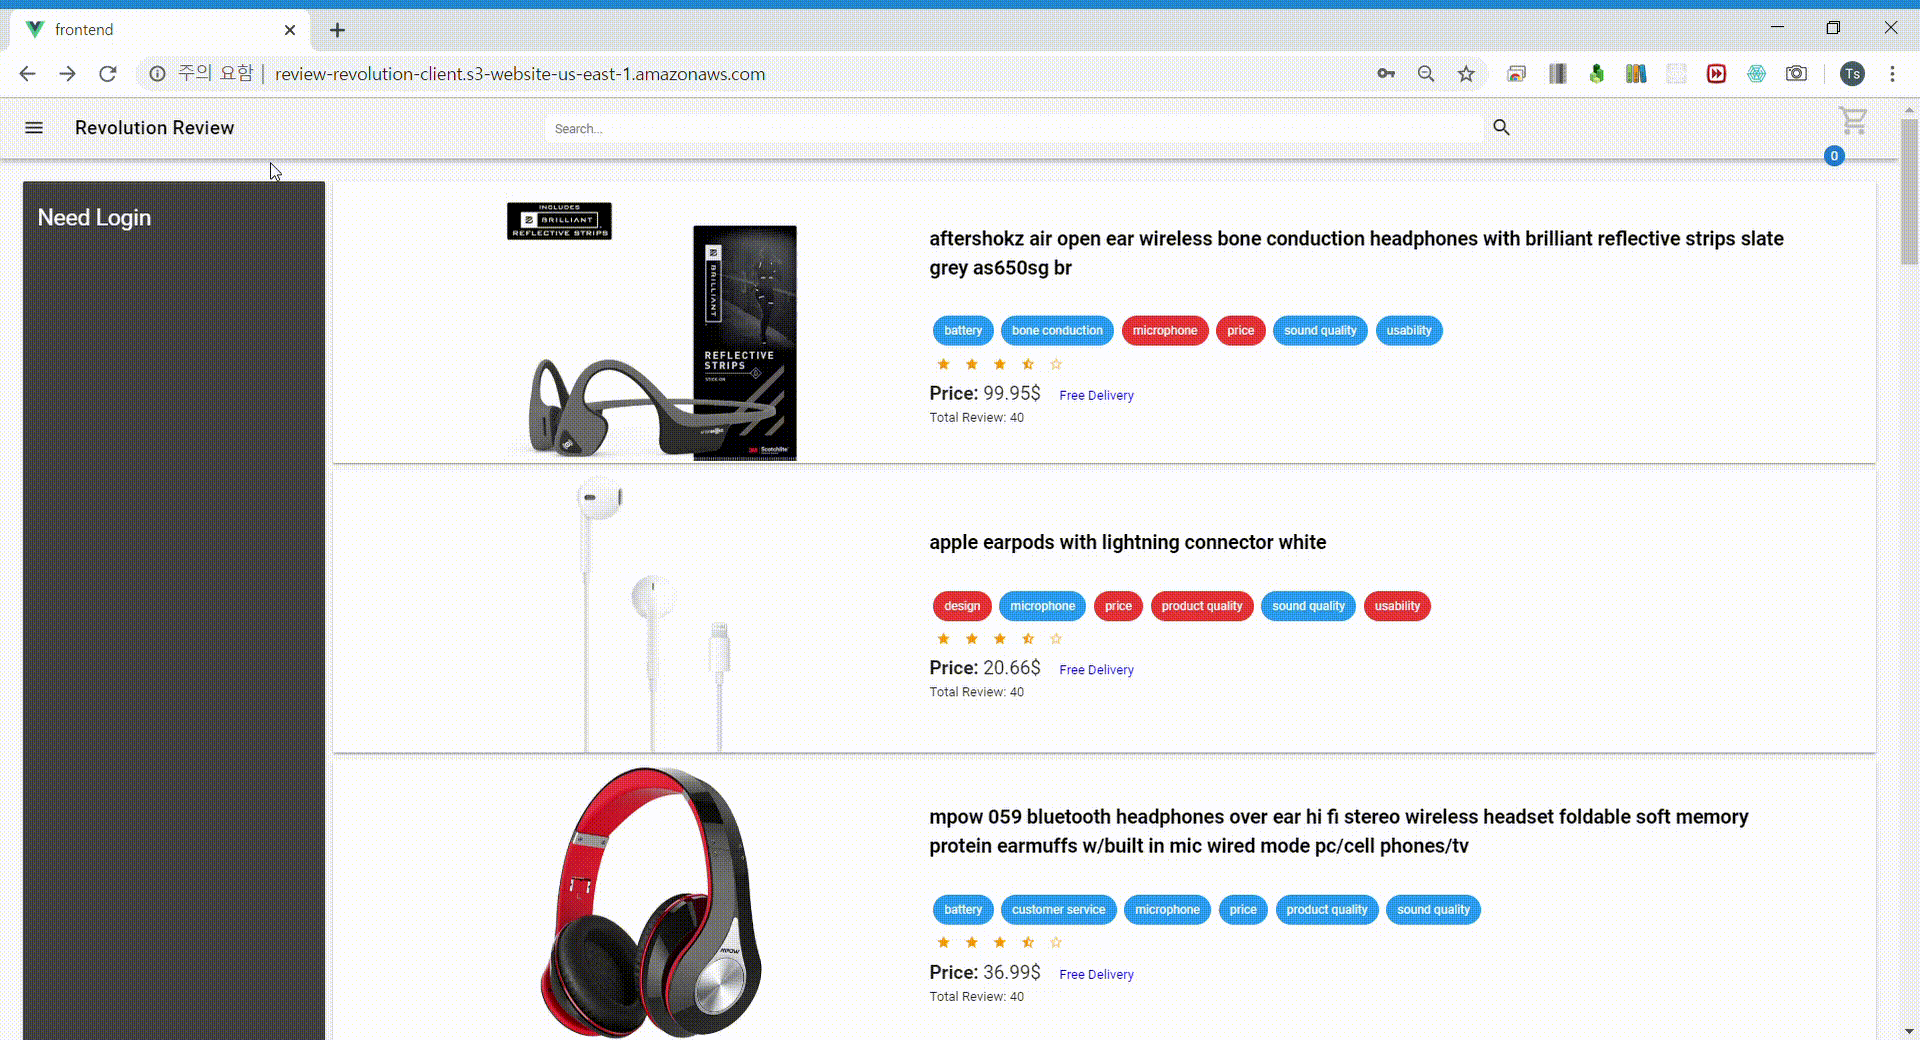 frontend
주의 요함 | review-revolution-client.s3-website-us-east-1.amazonaws.com
Ts
Revolution Review
Search...
0
Need Login
INCLUDES
BRILLIANT
REFLECTIVE STRIPS
BRILLIANT
REFLECTIVE
STRIPS
STICK-ON
3M Scotchlite
aftershokz air open ear wireless bone conduction headphones with brilliant reflective strips slate
grey as650sg br
battery bone conduction microphone price sound quality usability
Price: 99.95$ Free Delivery
Total Review: 40
apple earpods with lightning connector white
design microphone price product quality sound quality usability
Price: 20.66$ Free Delivery
Total Review: 40
MPOW
mpow 059 bluetooth headphones over ear hi fi stereo wireless headset foldable soft memory
protein earmuffs w/built in mic wired mode pc/cell phones/tv
battery customer service microphone price product quality sound quality
Price: 36.99$ Free Delivery
Total Review: 40